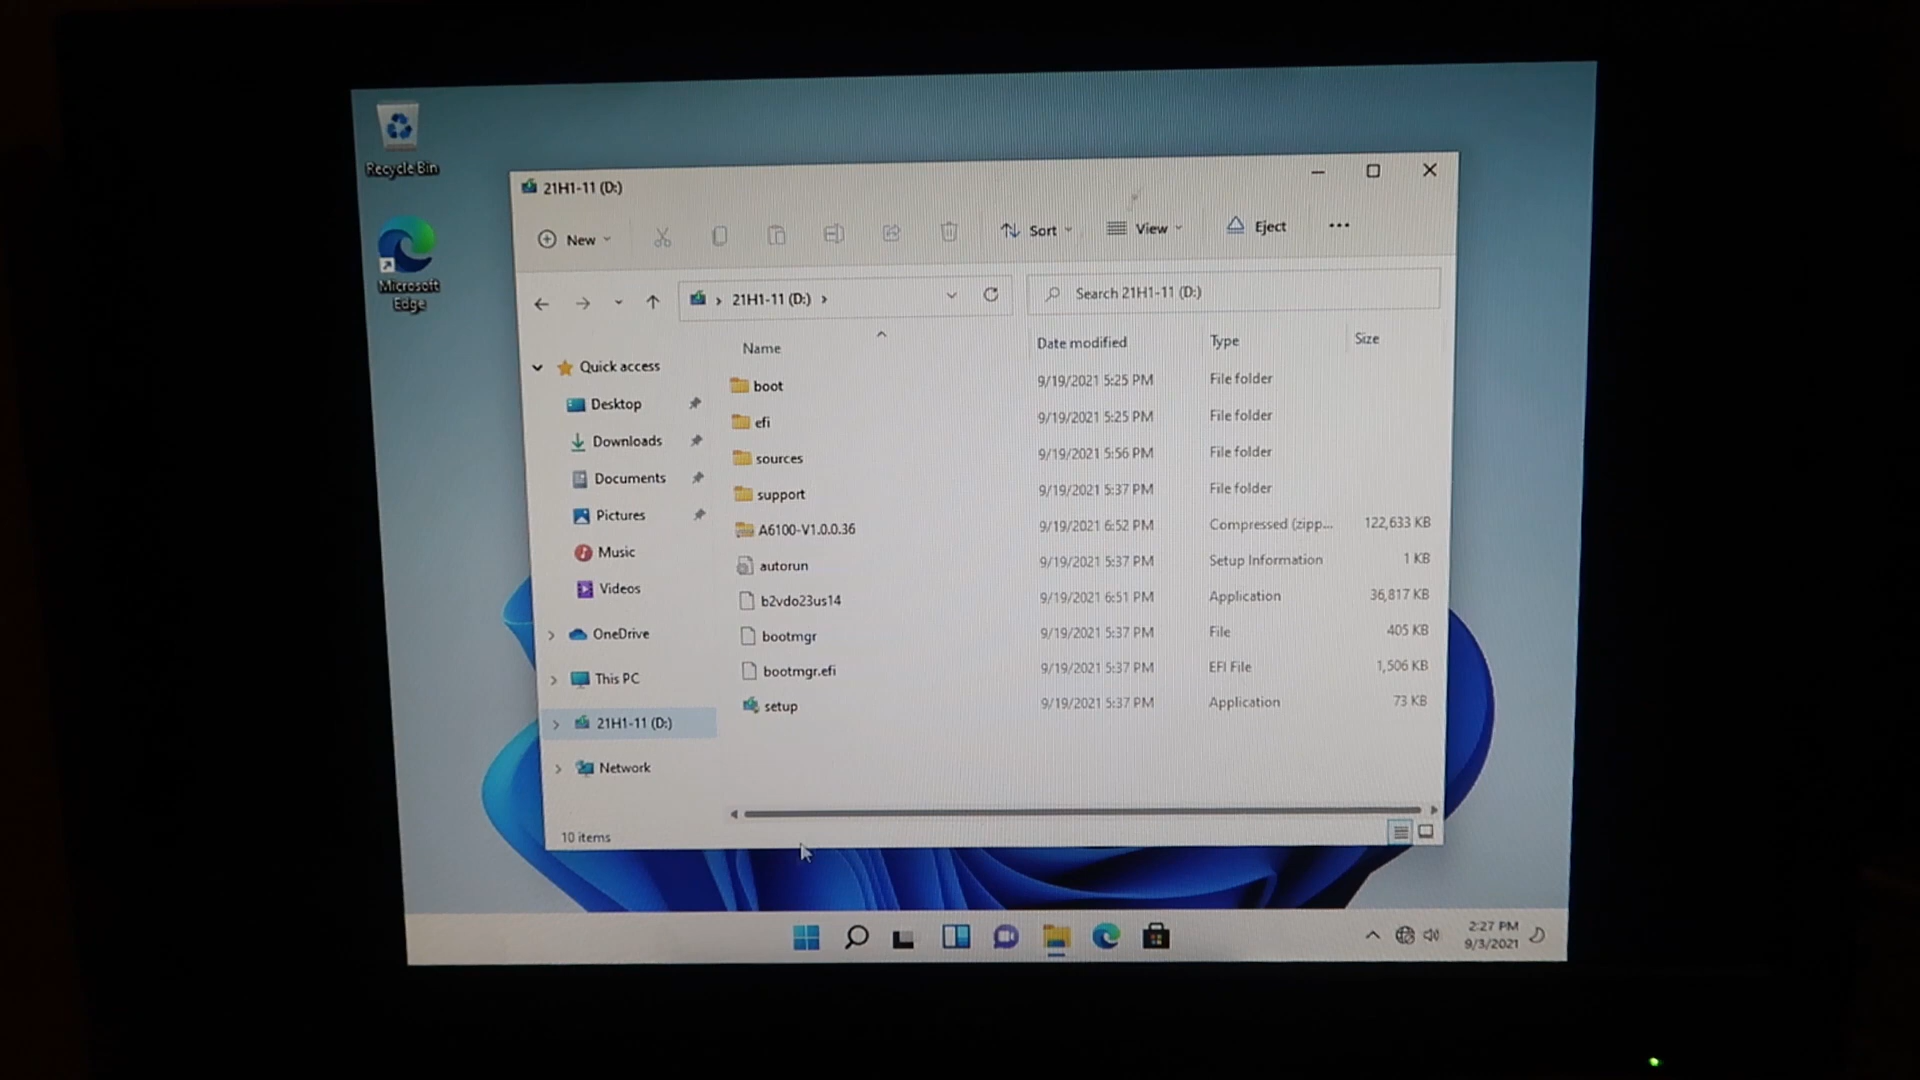 Recycle Bin
Microsoft
Edge
21H1-11 (D:)
New
Sort
View
Eject
21H1-11 (D:)
Search 21H1-11 (D:)
Name
Date modified
Type
Size
Quick access
Desktop
Downloads
Documents
Pictures
Music
Videos
OneDrive
This PC
21H1-11 (D:)
Network
boot 9/19/2021 5:25 PM File folder
efi 9/19/2021 5:25 PM File folder
sources 9/19/2021 5:56 PM File folder
support 9/19/2021 5:37 PM File folder
A6100-V1.0.0.36 9/19/2021 6:52 PM Compressed (zipp... 122,633 KB
autorun 9/19/2021 5:37 PM Setup Information 1 KB
b2vdo23us14 9/19/2021 6:51 PM Application 36,817 KB
bootmgr 9/19/2021 5:37 PM File 405 KB
bootmgr.efi 9/19/2021 5:37 PM EFI File 1,506 KB
setup 9/19/2021 5:37 PM Application 73 KB
10 items
2:27 PM
9/3/2021